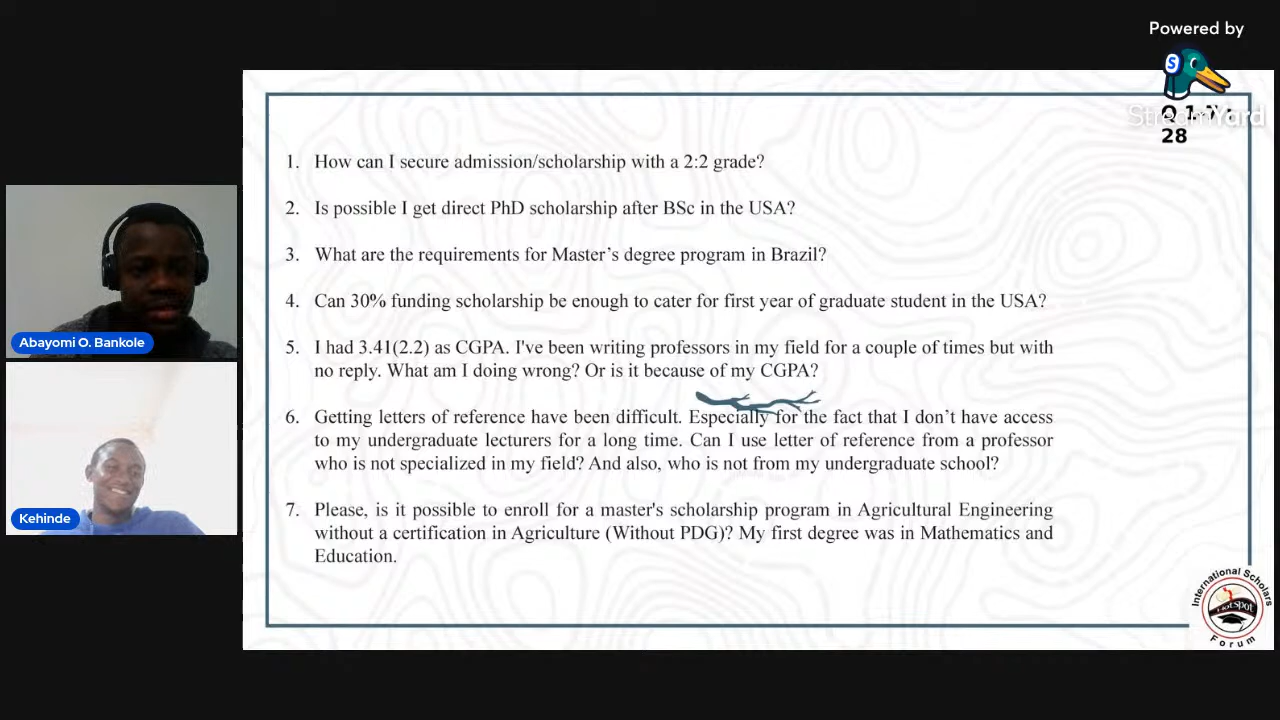 Powered by
StreamYard
28
1. How can I secure admission/scholarship with a 2:2 grade?
2. Is possible I get direct PhD scholarship after BSc in the USA?
3. What are the requirements for Master's degree program in Brazil?
4. Can 30% funding scholarship be enough to cater for first year of graduate student in the USA?
5. I had 3.41(2.2) as CGPA. I've been writing professors in my field for a couple of times but with
no reply. What am I doing wrong? Or is it because of my CGPA?
6. Getting letters of reference have been difficult. Especially for the fact that I don't have access
to my undergraduate lecturers for a long time. Can I use letter of reference from a professor
who is not specialized in my field? And also, who is not from my undergraduate school?
7. Please, is it possible to enroll for a master's scholarship program in Agricultural Engineering
without a certification in Agriculture (Without PDG)? My first degree was in Mathematics and
Education.
Abayomi O. Bankole
Kehinde
International Scholars
HotSpot
Forum